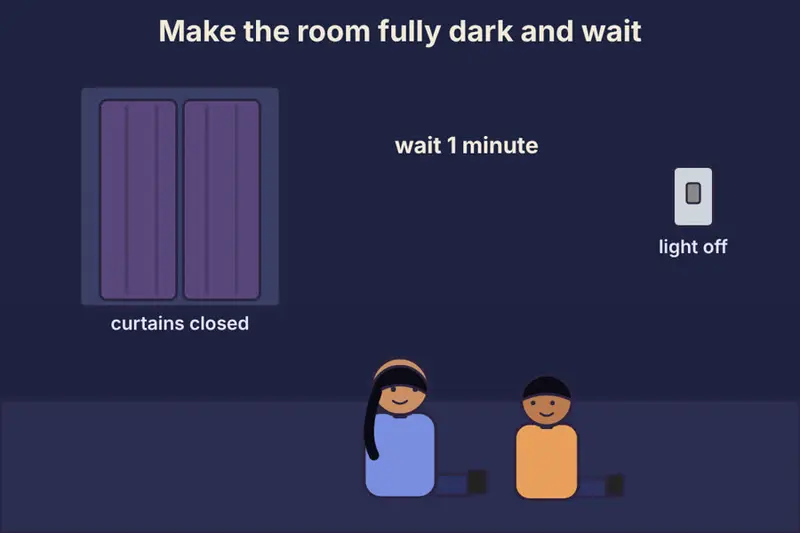 Make the room fully dark and wait
wait 1 minute
light off
curtains closed